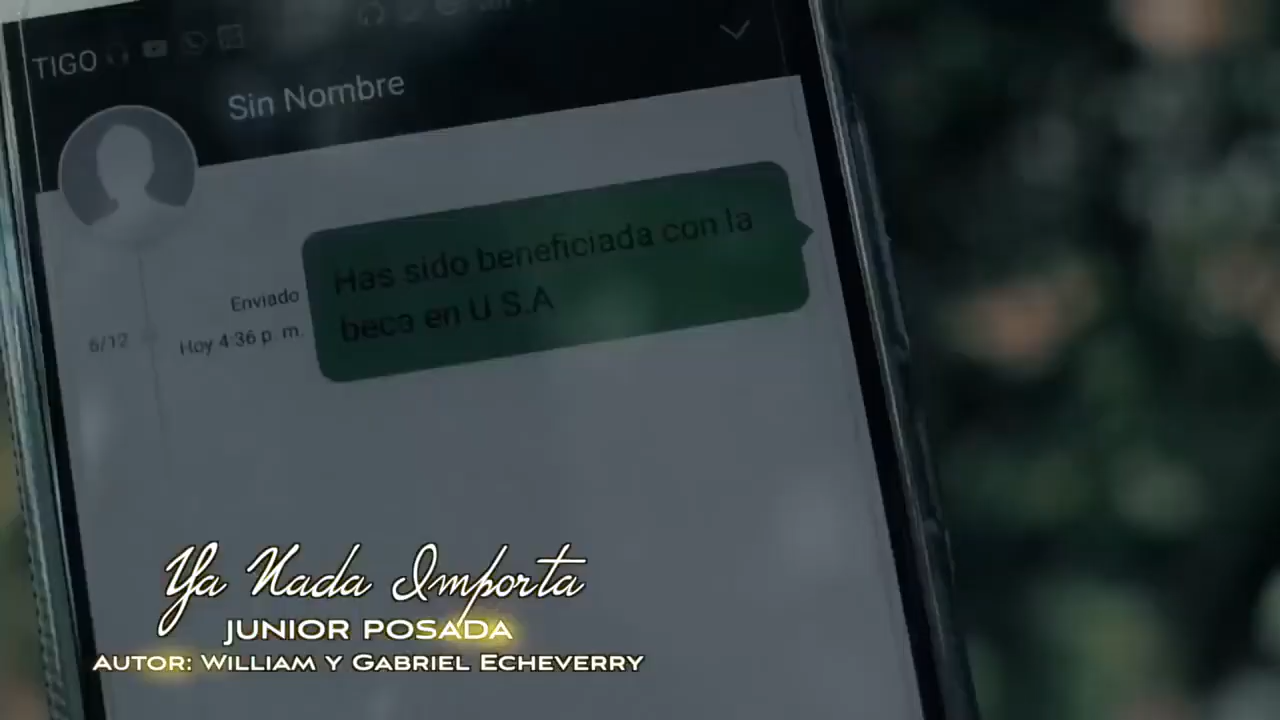 TIGO
Sin Nombre
Has sido beneficiada con la
beca en U S.A
Enviado
Hoy 4:36 p. m.
6/12
Ya Nada Importa
JUNIOR POSADA
AUTOR: WILLIAM Y GABRIEL ECHEVERRY